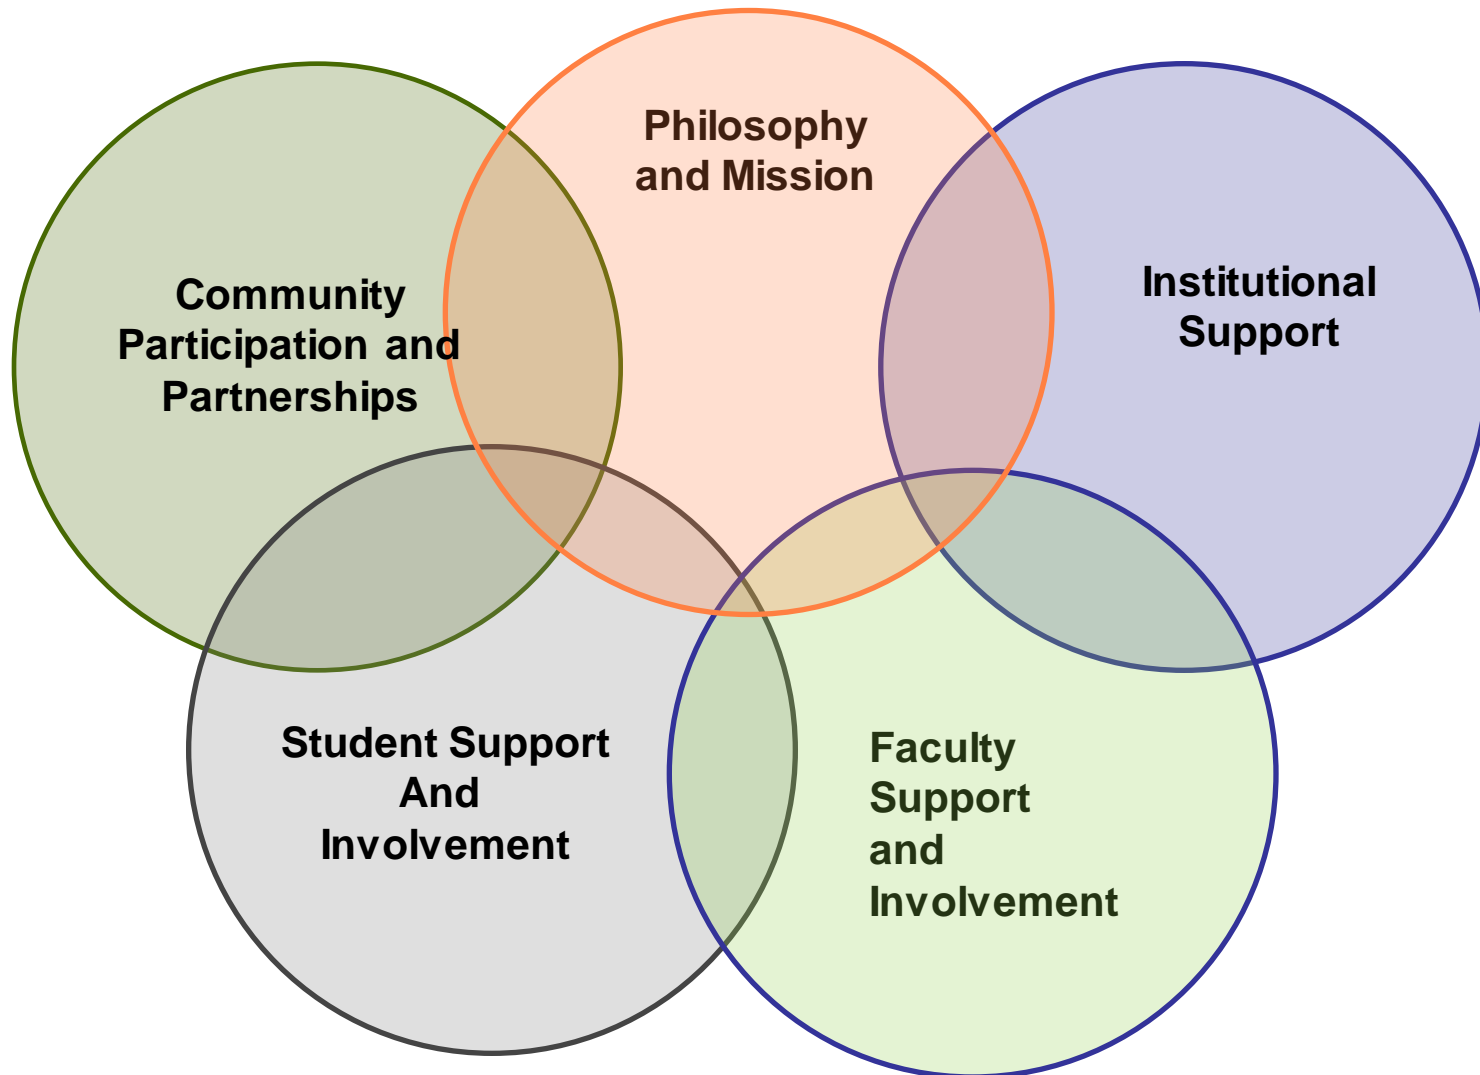 Philosophy
and Mission
Community
Participation and
Partnerships
Institutional
Support
Student Support
And
Involvement
Faculty
Support
and
Involvement